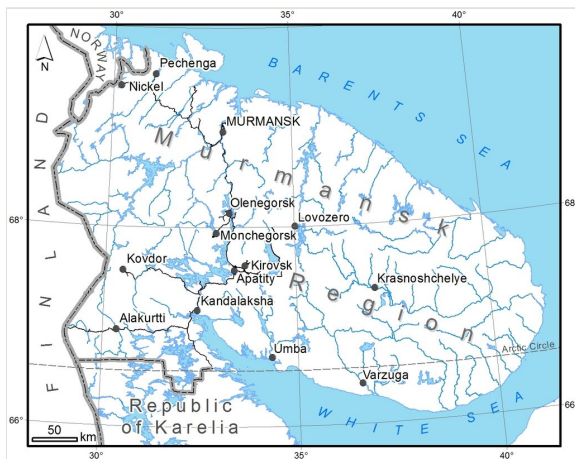 30°
35°
40°
NORWAY
N
Pechenga
Nickel
BARENTS SEA
MURMANSK
Murmansk
Region
FINLAND
Olenegorsk
68°
Lovozero
68°
Monchegorsk
Kovdor
Kirovsk
Apatity
Krasnoshchelye
Kandalaksha
Alakurtti
Umba
Arctic Circle
Varzuga
Republic
of Karelia
WHITE SEA
66°
66°
50
km
30°
35°
40°